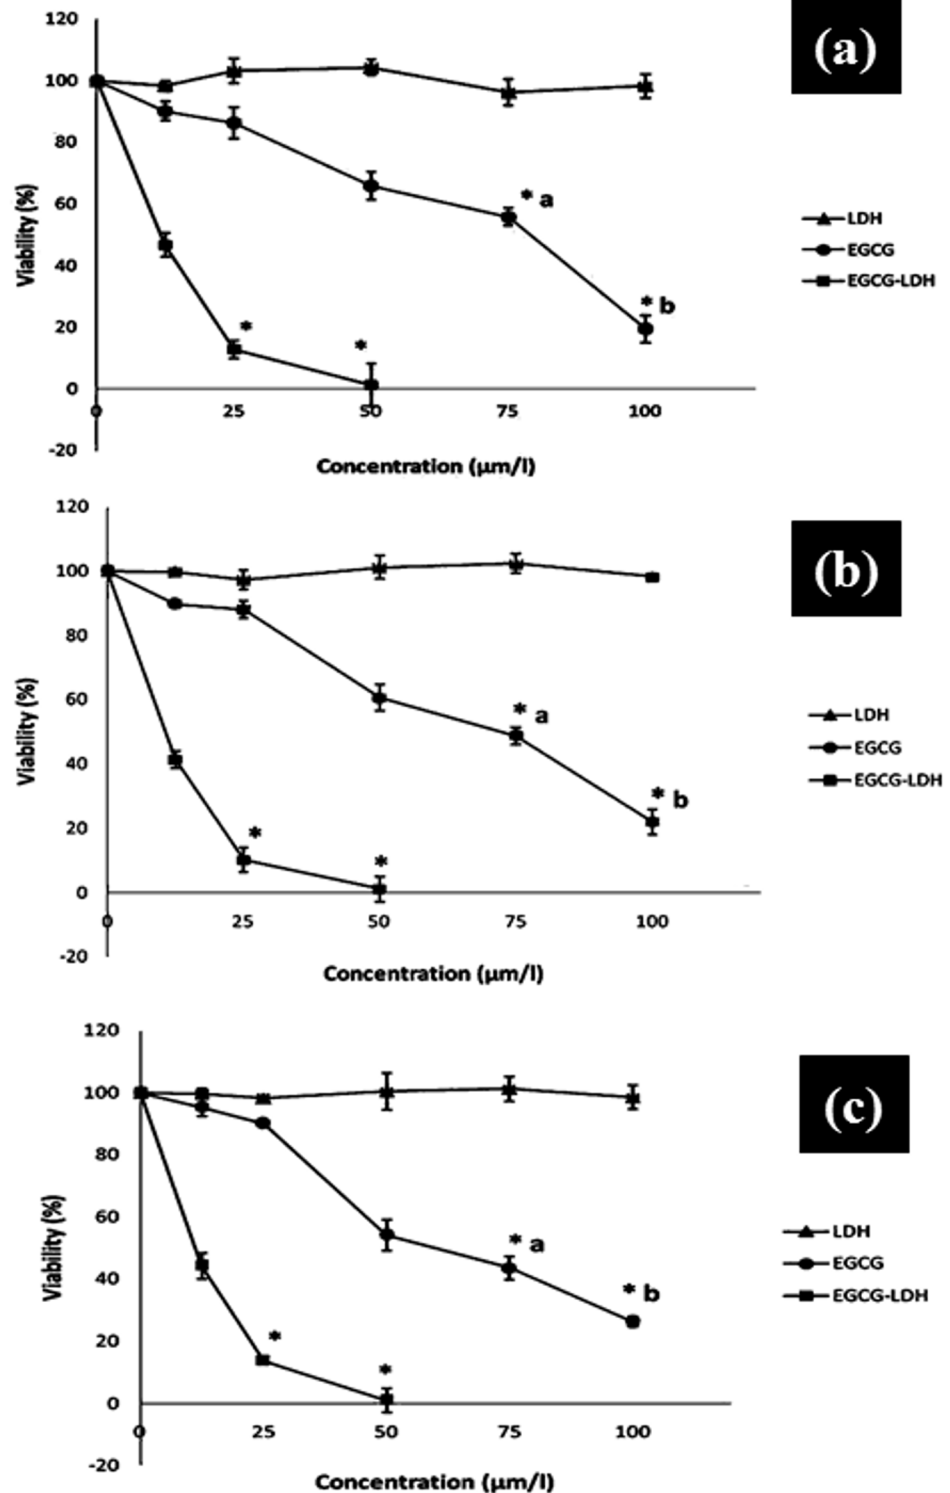 120
(a)
100
80
60
* a
LDH
EGCG
40
EGCG-LDH
* b
20
*
*
0
0
25
50
75
100
-20
Viability (%)
Concentration (μm/l)
120
100
(b)
80
60
* a
LDH
EGCG
40
EGCG-LDH
* b
20
*
*
0
0
25
50
75
100
-20
Viability (%)
Concentration (μm/l)
120
100
(c)
80
60
* a
LDH
EGCG
40
* b
EGCG-LDH
20
*
*
0
0
25
50
75
100
-20
Viability (%)
Concentration (μm/l)